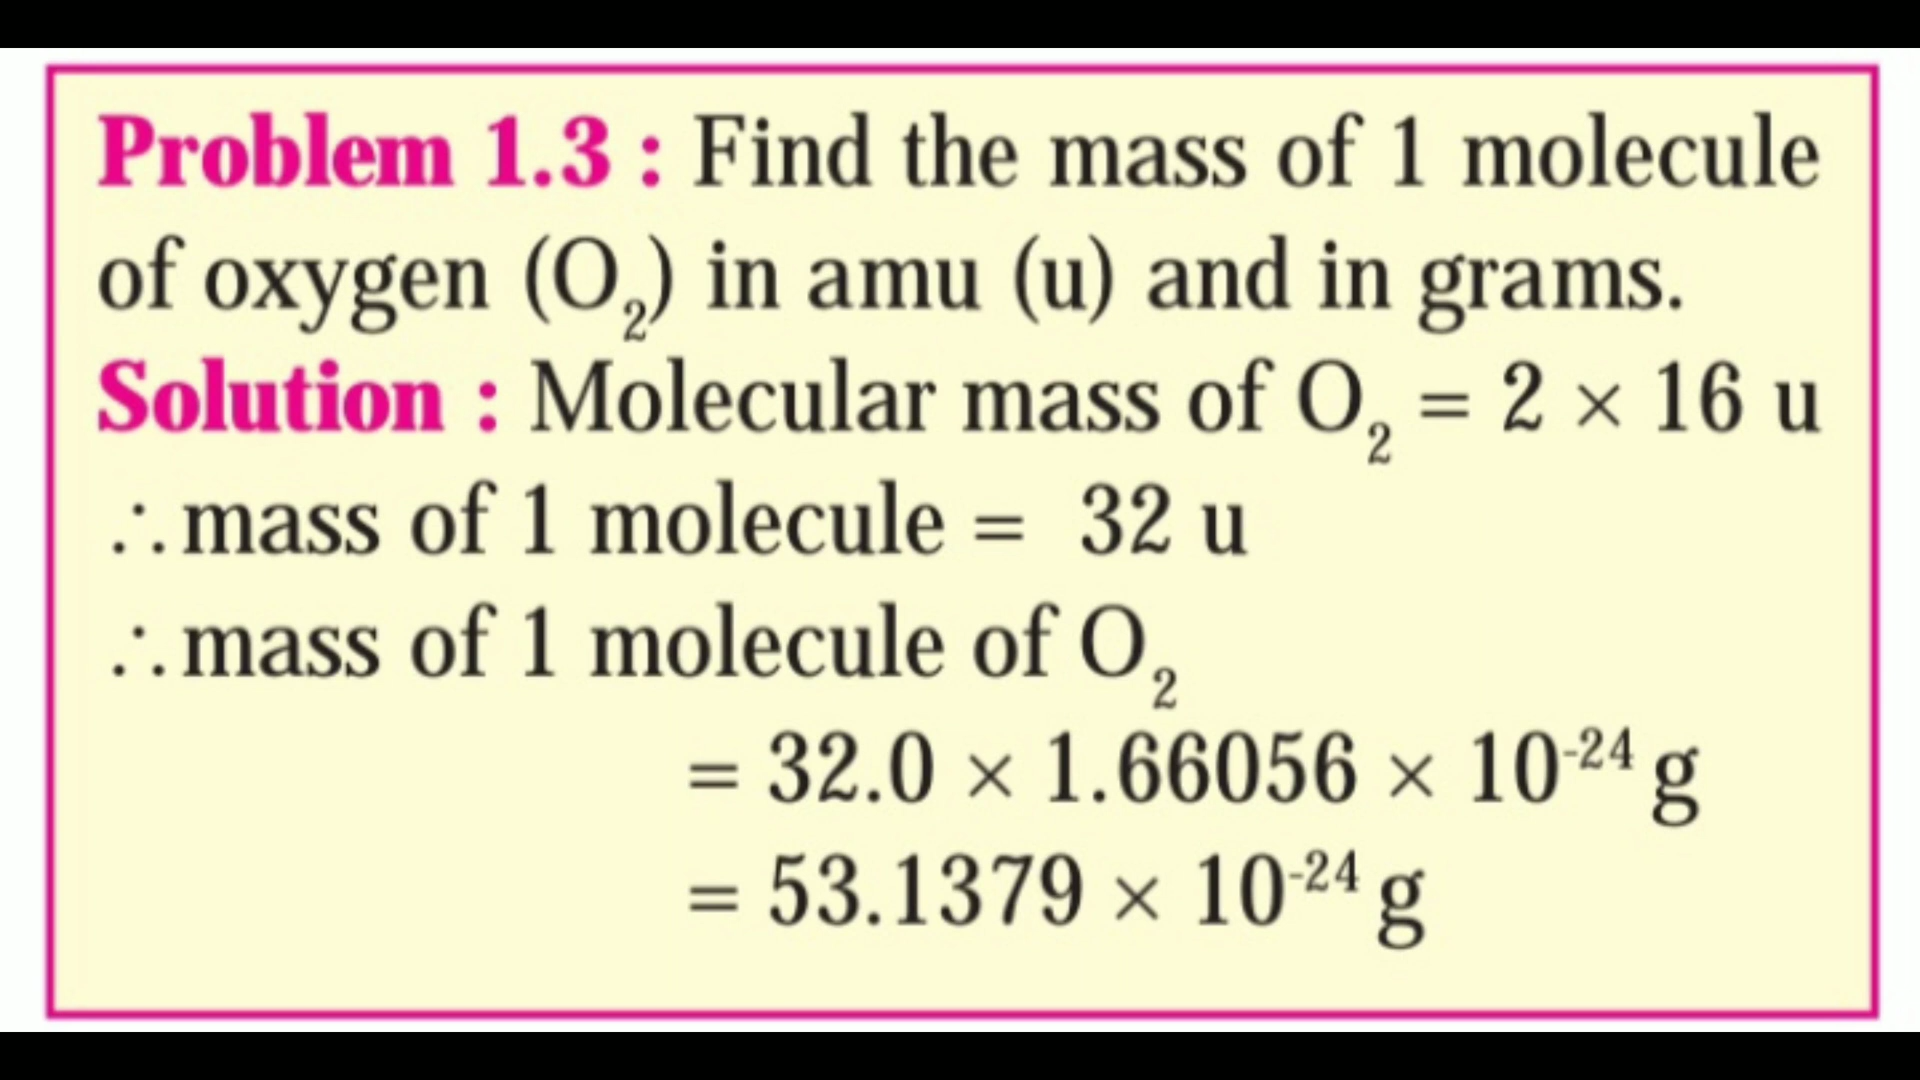 Problem 1.3 : Find the mass of 1 molecule
of oxygen (O₂) in amu (u) and in grams.
Solution : Molecular mass of O₂ = 2 × 16 u
∴ mass of 1 molecule = 32 u
∴ mass of 1 molecule of O₂
= 32.0 × 1.66056 × 10⁻²⁴ g
= 53.1379 × 10⁻²⁴ g